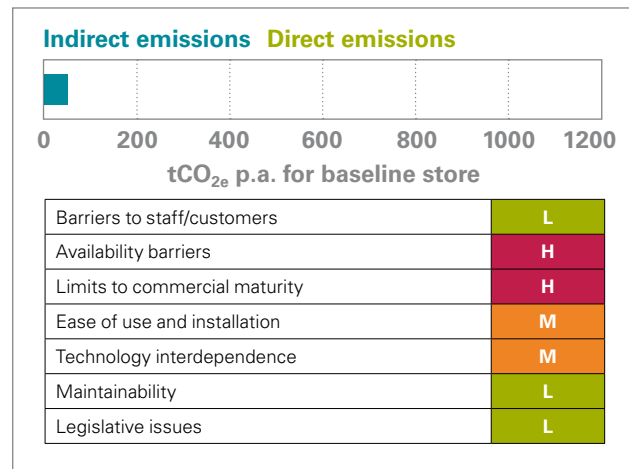 Indirect emissions Direct emissions
0 200 400 600 800 1000 1200
tCO2e p.a. for baseline store
Barriers to staff/customers L
Availability barriers H
Limits to commercial maturity H
Ease of use and installation M
Technology interdependence M
Maintainability L
Legislative issues L